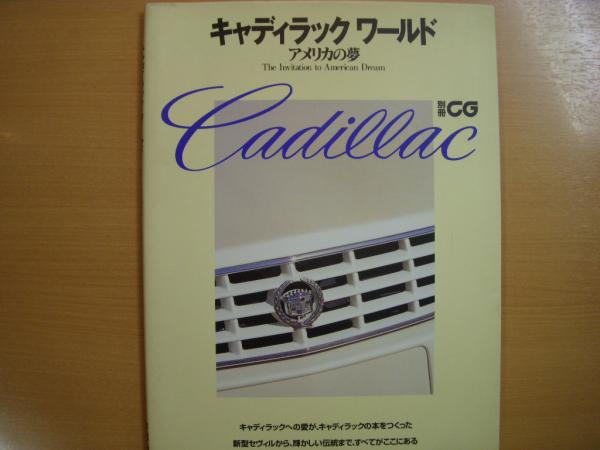 キャディラック ワールド
アメリカの夢
The Invitation to American Dream
別冊 CG
Cadillac
キャディラックへの愛が、キャディラックの本をつくった
新型セヴィルから、輝かしい伝統まで、すべてがここにある